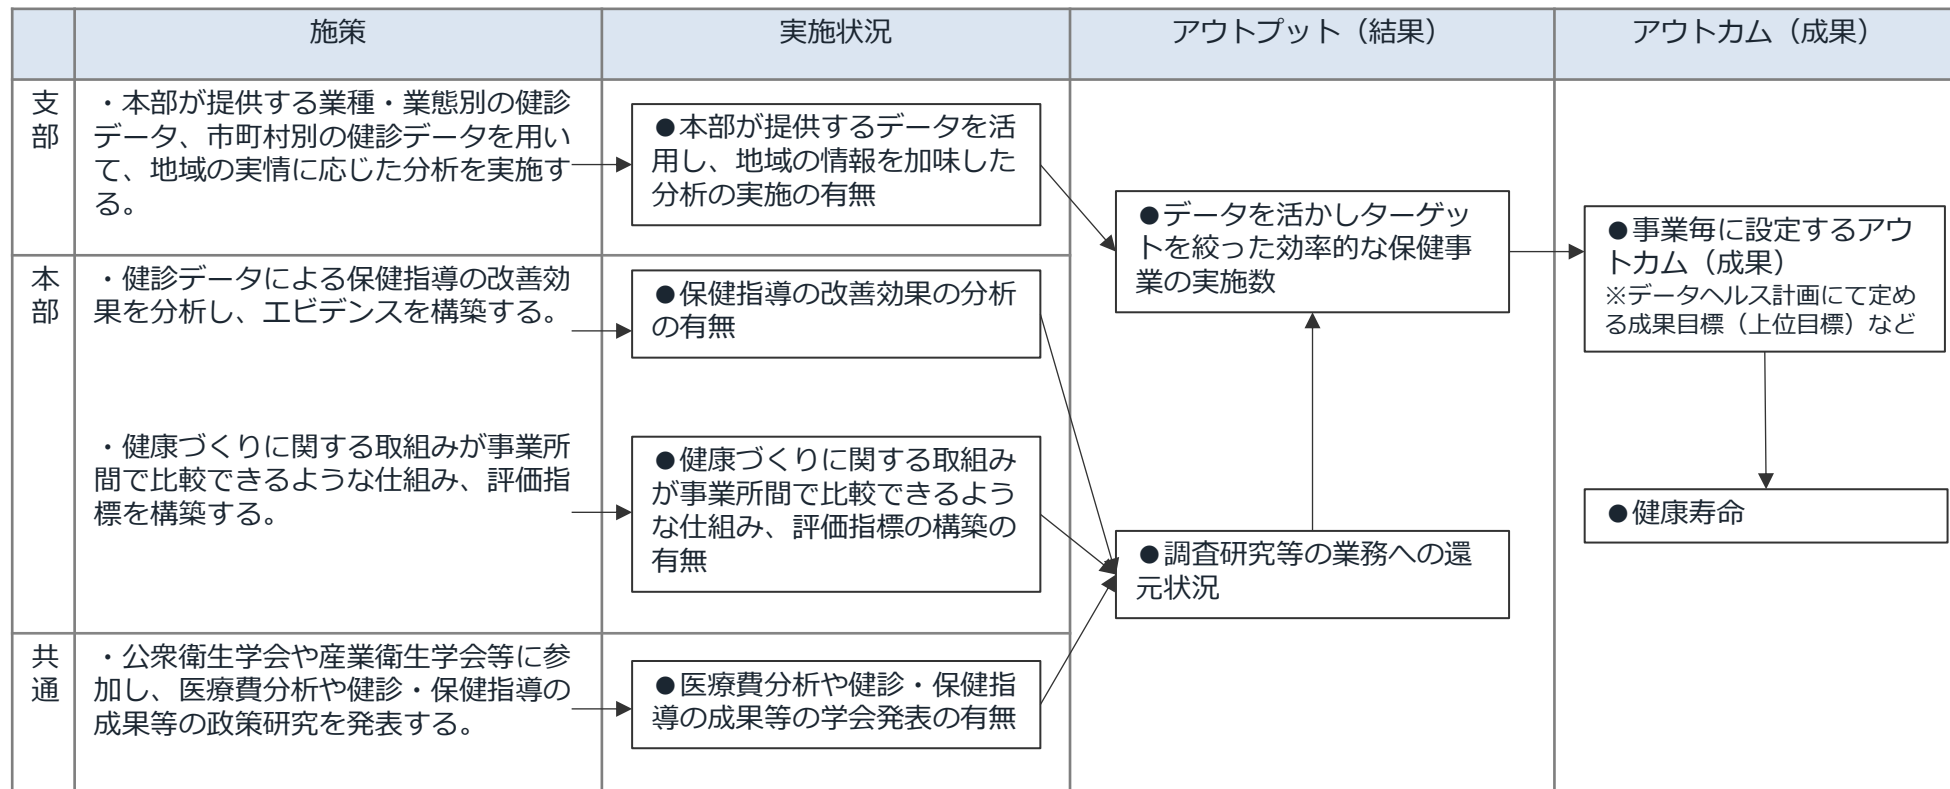 施策
実施状況
アウトプット（結果）
アウトカム（成果）
支
部
・本部が提供する業種・業態別の健診
データ、市町村別の健診データを用い
て、地域の実情に応じた分析を実施す
る。
●本部が提供するデータを活
用し、地域の情報を加味した
分析の実施の有無
●データを活かしターゲッ
トを絞った効率的な保健事
業の実施数
●事業毎に設定するアウ
トカム（成果）
※データヘルス計画にて定め
る成果目標（上位目標）など
本
部
・健診データによる保健指導の改善効
果を分析し、エビデンスを構築する。
●保健指導の改善効果の分析
の有無
・健康づくりに関する取組みが事業所
間で比較できるような仕組み、評価指
標を構築する。
●健康づくりに関する取組み
が事業所間で比較できるよう
な仕組み、評価指標の構築の
有無
●調査研究等の業務への還
元状況
●健康寿命
共
通
・公衆衛生学会や産業衛生学会等に参
加し、医療費分析や健診・保健指導の
成果等の政策研究を発表する。
●医療費分析や健診・保健指
導の成果等の学会発表の有無